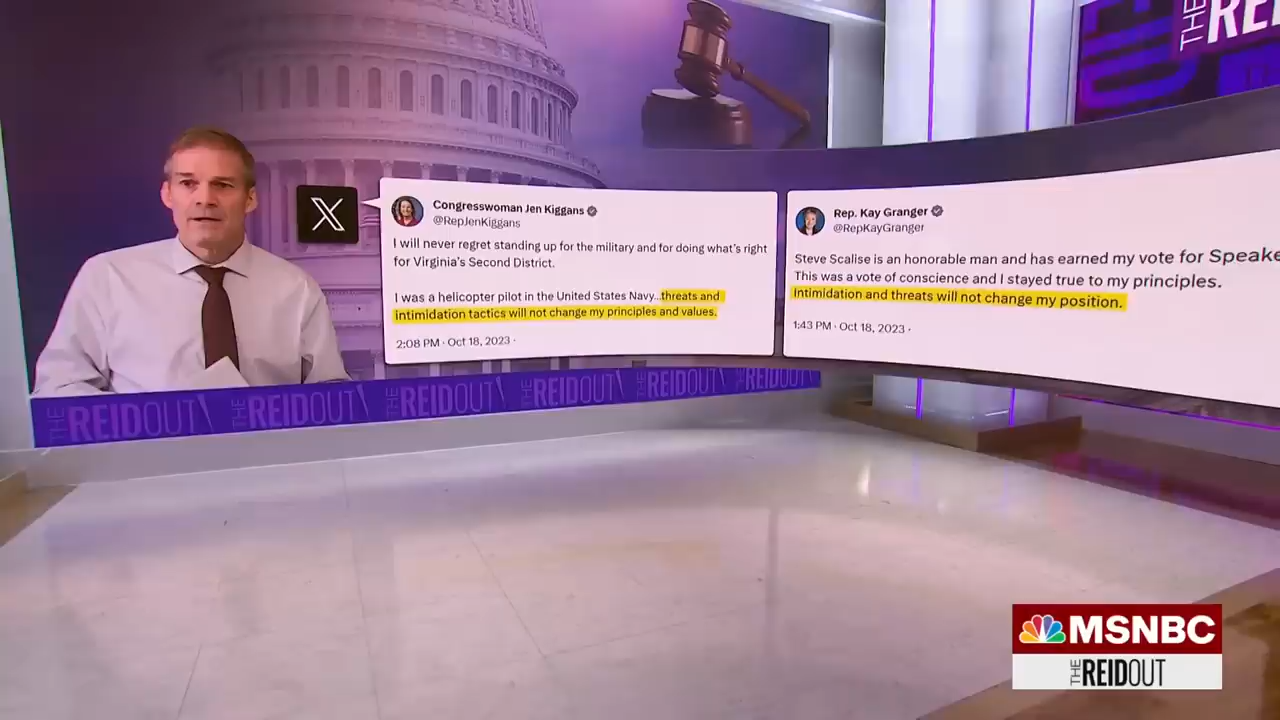 THE REI
Congresswoman Jen Kiggans
@RepJenKiggans
I will never regret standing up for the military and for doing what's right
for Virginia's Second District.
I was a helicopter pilot in the United States Navy...threats and
intimidation tactics will not change my principles and values.
2:08 PM · Oct 18, 2023 ·
Rep. Kay Granger
@RepKayGranger
Steve Scalise is an honorable man and has earned my vote for Speake
This was a vote of conscience and I stayed true to my principles.
Intimidation and threats will not change my position.
1:43 PM · Oct 18, 2023 ·
X
THE REIDOUT THE REIDOUT THE REIDOUT THE REIDOUT THE REIDOUT THE REIDOUT
MSNBC
THE REIDOUT